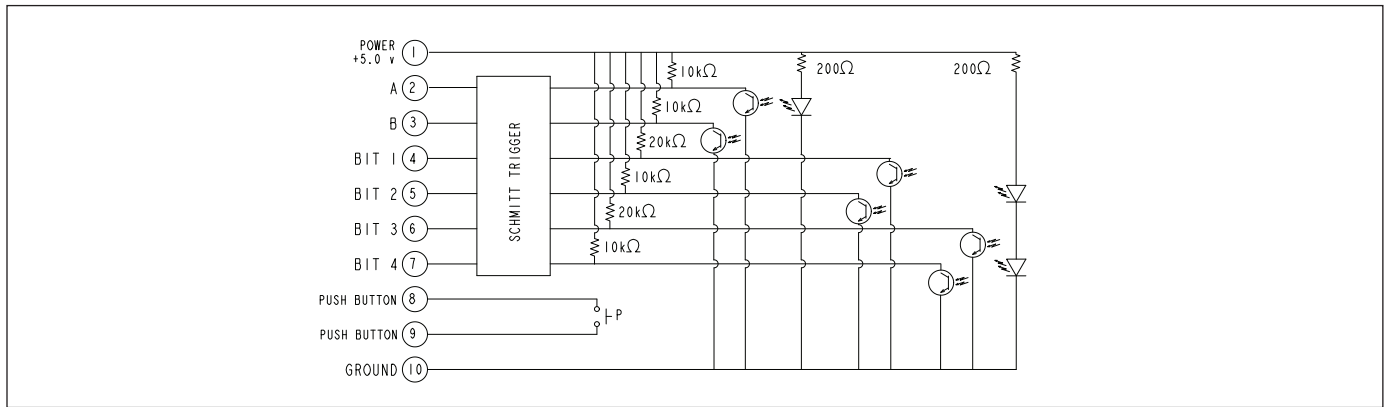 POWER
+5.0 v 1
10kΩ 200Ω 200Ω
A 2
10kΩ
B 3
20kΩ
BIT 1 4
10kΩ
BIT 2 5
20kΩ
BIT 3 6
10kΩ
BIT 4 7
SCHMITT TRIGGER
PUSH BUTTON 8
P
PUSH BUTTON 9
GROUND 10